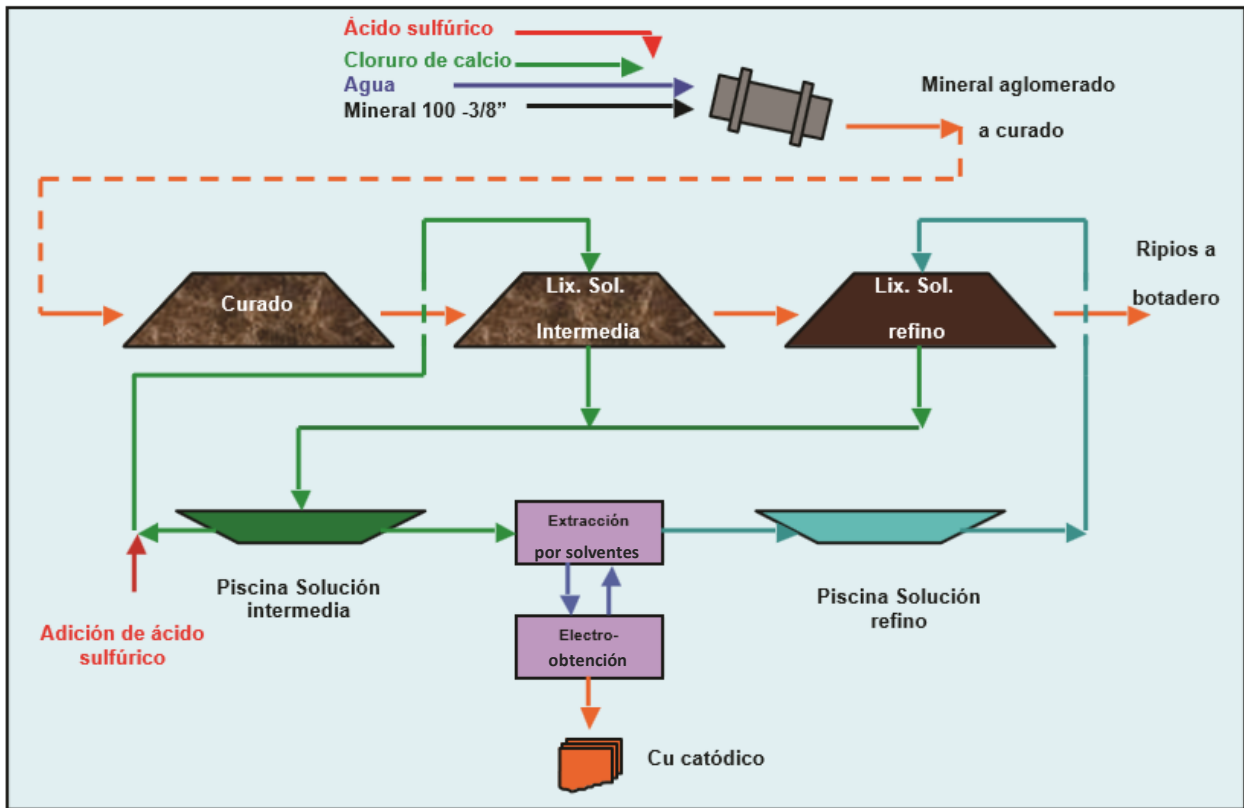 Ácido sulfúrico
Cloruro de calcio
Agua
Mineral 100 -3/8”
Mineral aglomerado
a curado
Curado
Lix. Sol.
Intermedia
Lix. Sol.
refino
Ripios a
botadero
Extracción
por solventes
Piscina Solución
intermedia
Piscina Solución
refino
Adición de ácido
sulfúrico
Electro-
obtención
Cu catódico